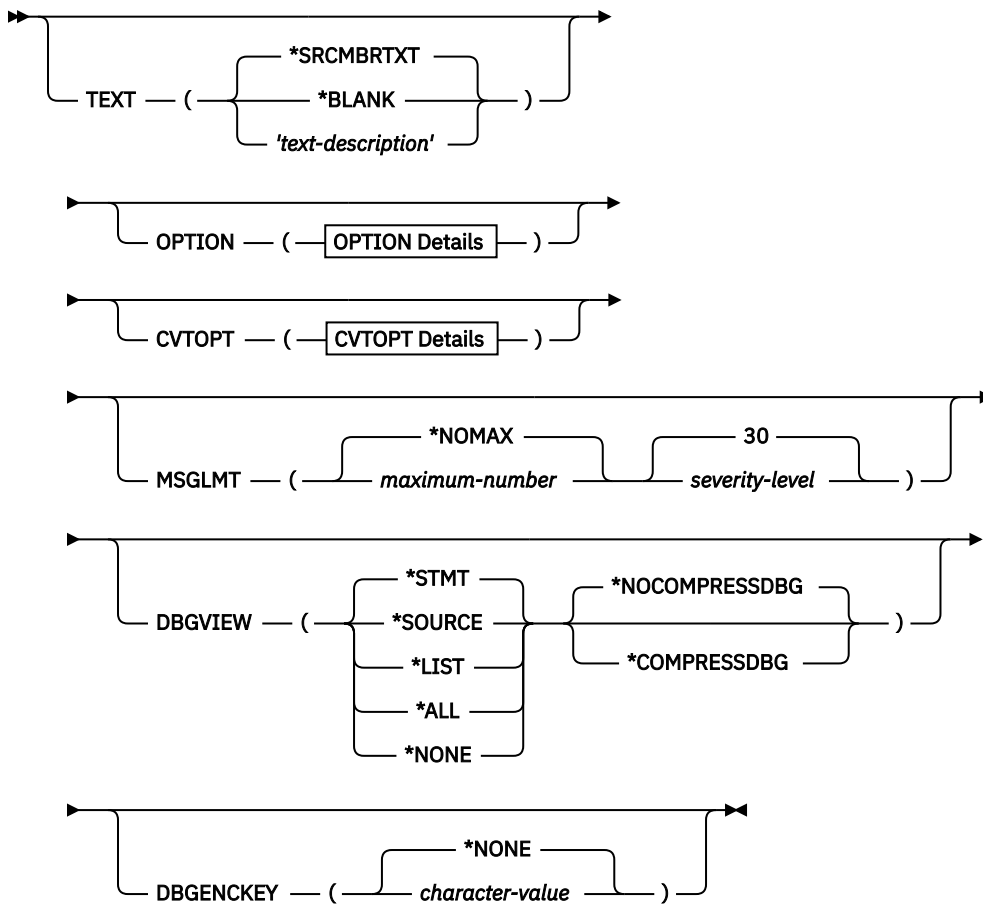 *SRCMBRTXT
TEXT ( *BLANK )
'text-description'
OPTION ( OPTION Details )
CVTOPT ( CVTOPT Details )
*NOMAX 30
MSGLMT ( maximum-number severity-level )
*STMT *NOCOMPRESSDBG
DBGVIEW ( *SOURCE )
*LIST *COMPRESSDBG
*ALL
*NONE
*NONE
DBGENCKEY ( character-value )